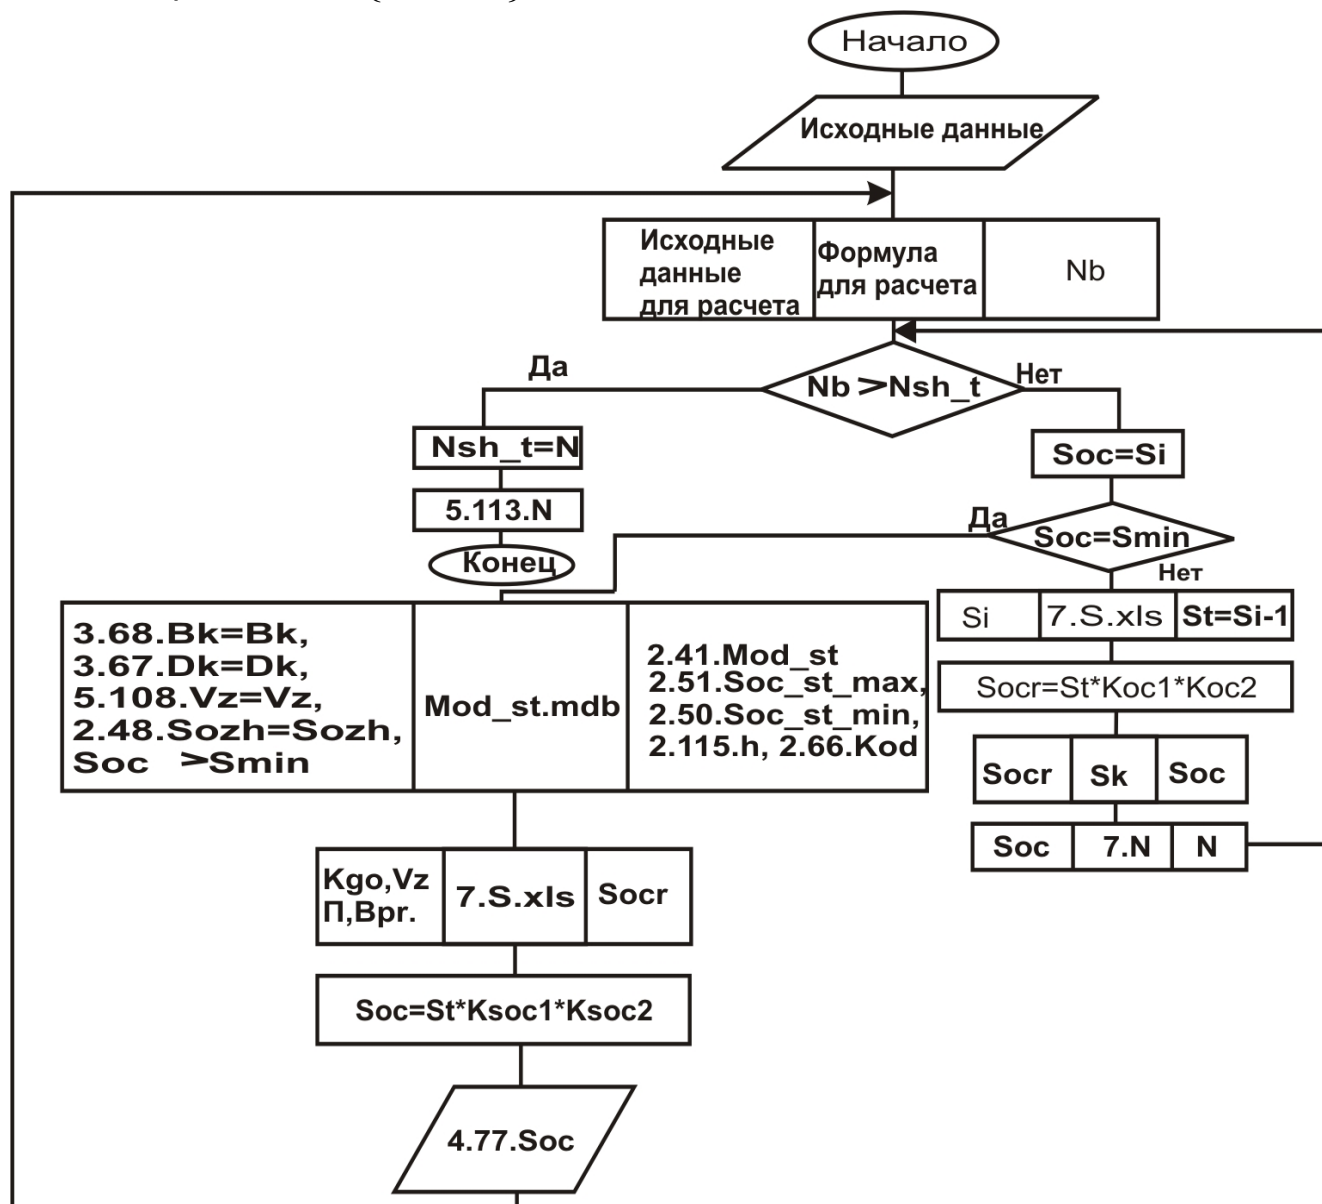 Начало
Исходные данные
Исходные
данные
для расчета
Формула
для расчета
Nb
Да
Nb >Nsh_t
Нет
Nsh_t=N
Soc=Si
5.113.N
Да
Soc=Smin
Конец
Нет
Si
7.S.xls
St=Si-1
3.68.Bk=Bk,
3.67.Dk=Dk,
5.108.Vz=Vz,
2.48.Sozh=Sozh,
Soc >Smin
Mod_st.mdb
2.41.Mod_st
2.51.Soc_st_max,
2.50.Soc_st_min,
2.115.h, 2.66.Kod
Socr=St*Koc1*Koc2
Socr
Sk
Soc
Soc
7.N
N
Kgo,Vz
П,Bpr.
7.S.xls
Socr
Soc=St*Ksoc1*Ksoc2
4.77.Soc